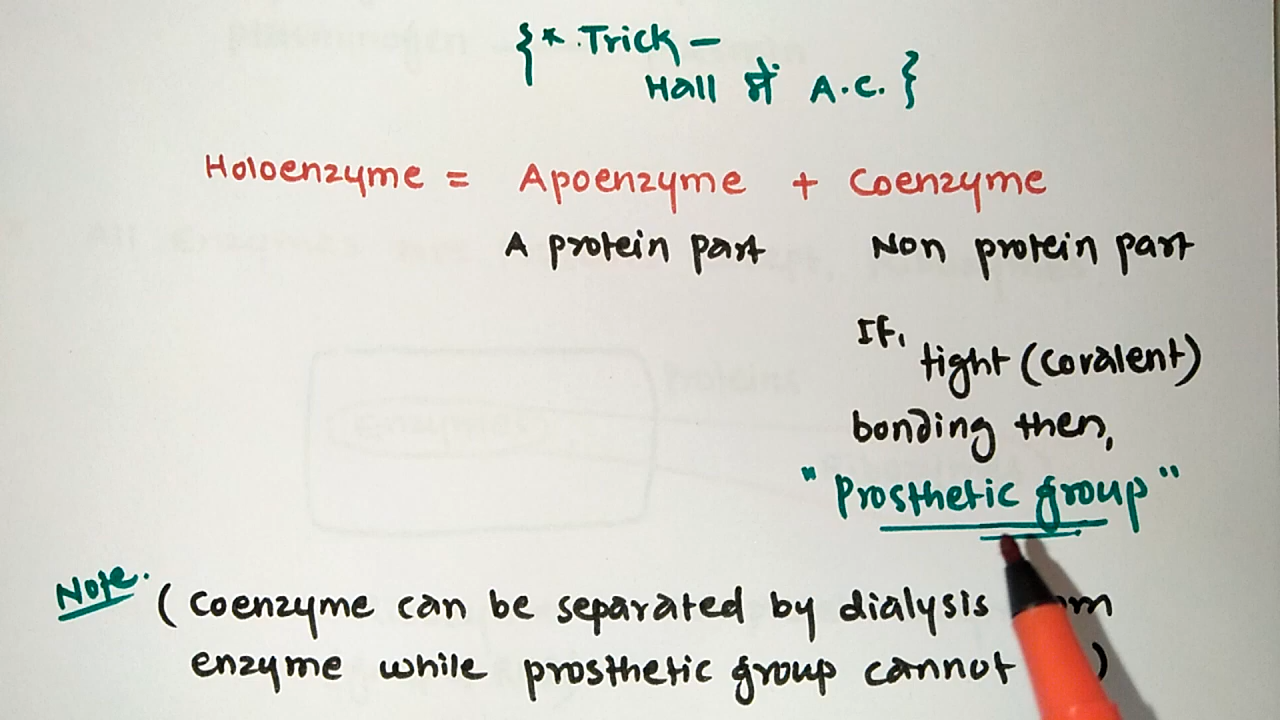 {* Trick -
Hall में A.C. }
Holoenzyme = Apoenzyme + Coenzyme
A protein part Non protein part
If, tight (covalent)
bonding then,
"Prosthetic group"
Note. ( Coenzyme can be separated by dialysis
enzyme while prosthetic group cannot )